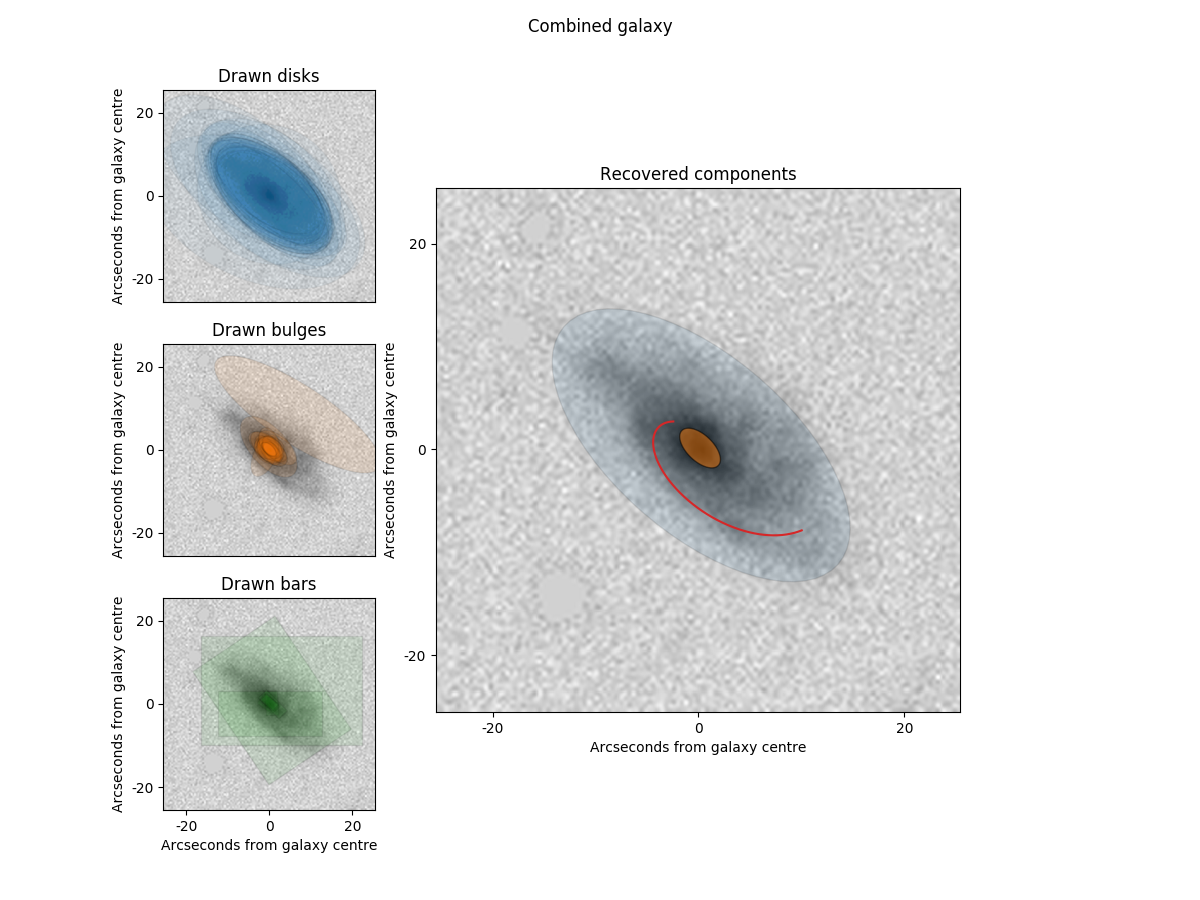 Combined galaxy
Drawn disks
Arcseconds from galaxy centre
20
0
-20
Drawn bulges
Arcseconds from galaxy centre
20
0
-20
Drawn bars
Arcseconds from galaxy centre
20
0
-20
-20 0 20
Arcseconds from galaxy centre
Recovered components
Arcseconds from galaxy centre
20
0
-20
-20 0 20
Arcseconds from galaxy centre